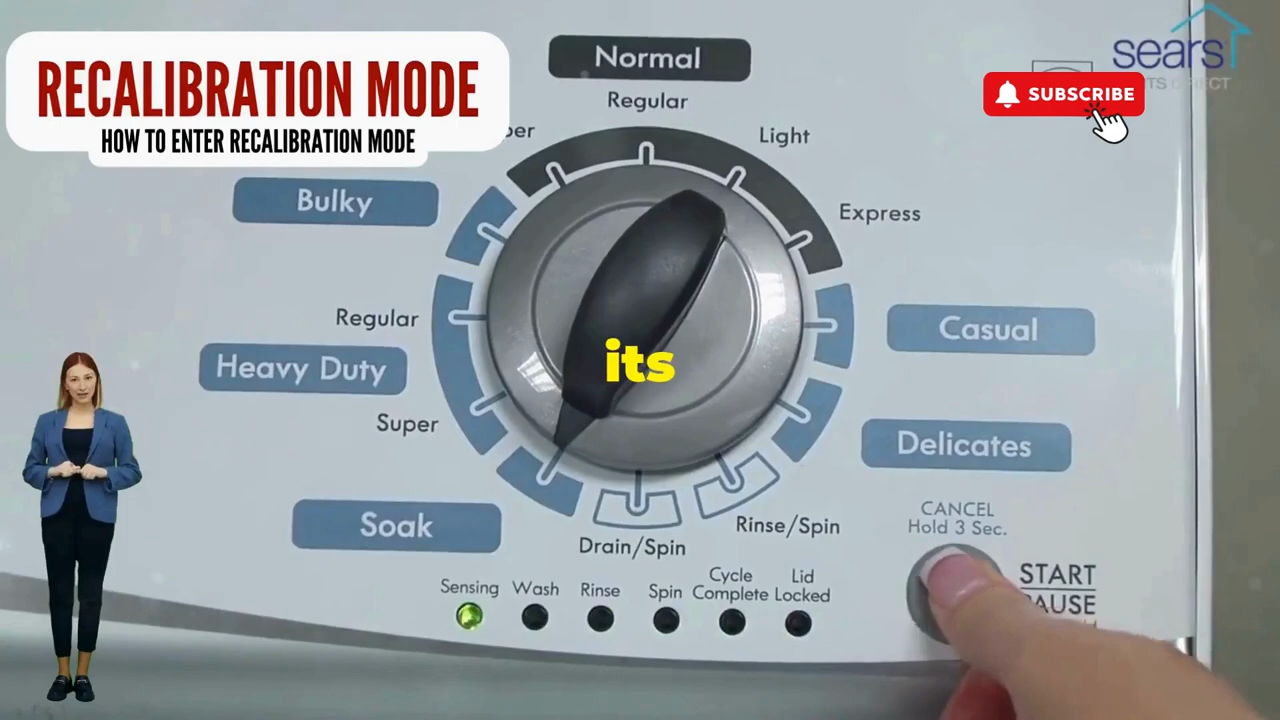 RECALIBRATION MODE
HOW TO ENTER RECALIBRATION MODE
sears
SUBSCRIBE
Normal
Regular
Light
Express
Bulky
Regular
Heavy Duty
Super
Soak
Casual
Delicates
its
Rinse/Spin
Drain/Spin
CANCEL
Hold 3 Sec.
START
Sensing
Wash
Rinse
Spin
Cycle
Complete
Lid
Locked